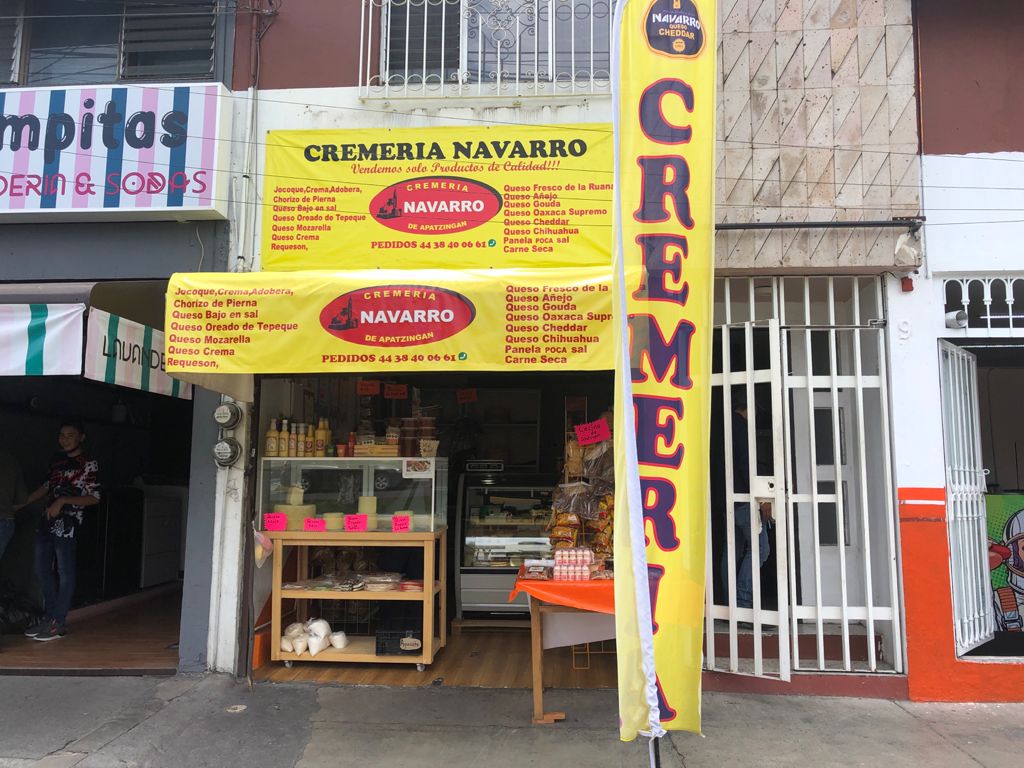 mpitas
DERIA & SODAS
LAVANDE
CREMERIA NAVARRO
Vendemos solo Productos de Calidad!!!
Jocoque,Crema,Adobera,
Chorizo de Pierna
Queso Bajo en sal
Queso Oreado de Tepeque
Queso Mozarella
Queso Crema
Requeson,
CREMERIA
NAVARRO
DE APATZINGAN
PEDIDOS 44 38 40 06 61
Queso Fresco de la Ruana
Queso Añejo
Queso Gouda
Queso Oaxaca Supremo
Queso Cheddar
Queso Chihuahua
Panela POCA sal
Carne Seca
Jocoque,Crema,Adobera,
Chorizo de Pierna
Queso Bajo en sal
Queso Oreado de Tepeque
Queso Mozarella
Queso Crema
Requeson,
CREMERIA
NAVARRO
DE APATZINGAN
PEDIDOS 44 38 40 06 61
Queso Fresco de la
Queso Añejo
Queso Gouda
Queso Oaxaca Supre
Queso Cheddar
Queso Chihuahua
Panela POCA sal
Carne Seca
NAVARRO
QUESO
CHEDDAR
CREMERIA
9